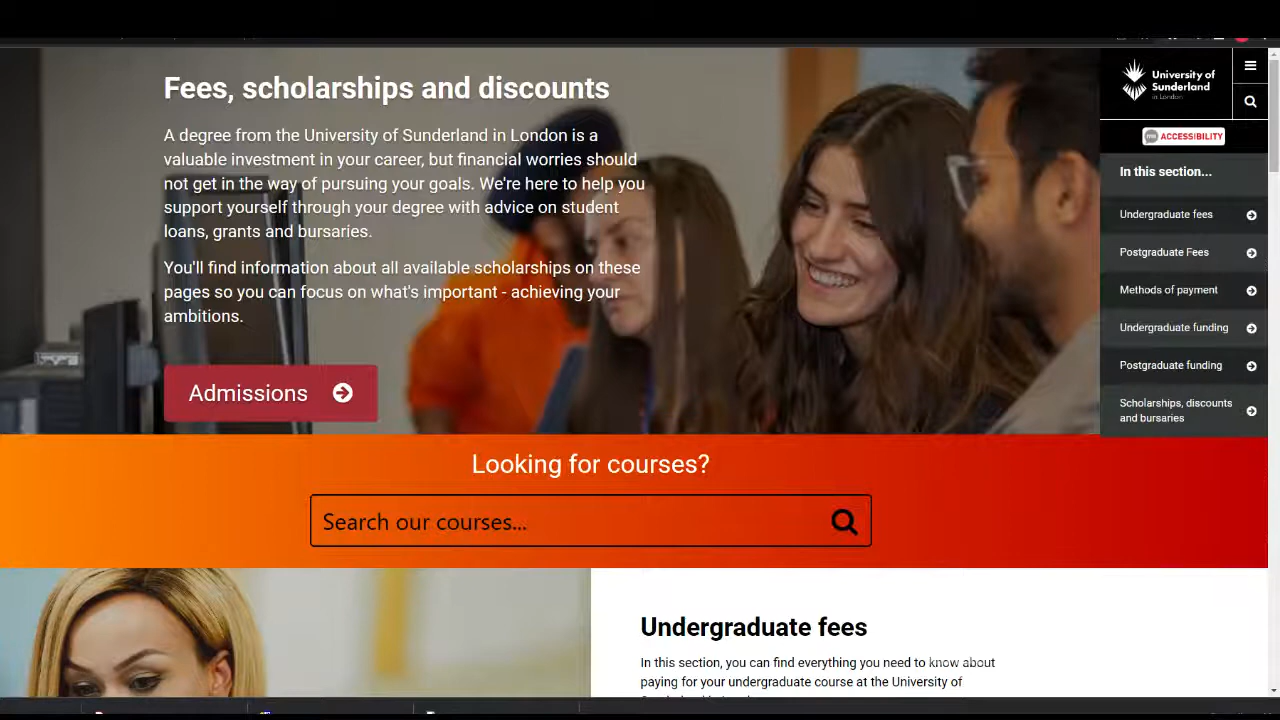 Fees, scholarships and discounts
A degree from the University of Sunderland in London is a
valuable investment in your career, but financial worries should
not get in the way of pursuing your goals. We're here to help you
support yourself through your degree with advice on student
loans, grants and bursaries.
You'll find information about all available scholarships on these
pages so you can focus on what's important - achieving your
ambitions.
Admissions
University of
Sunderland
in London
ACCESSIBILITY
In this section...
Undergraduate fees
Postgraduate Fees
Methods of payment
Undergraduate funding
Postgraduate funding
Scholarships, discounts
and bursaries
Looking for courses?
Search our courses...
Undergraduate fees
In this section, you can find everything you need to know about
paying for your undergraduate course at the University of